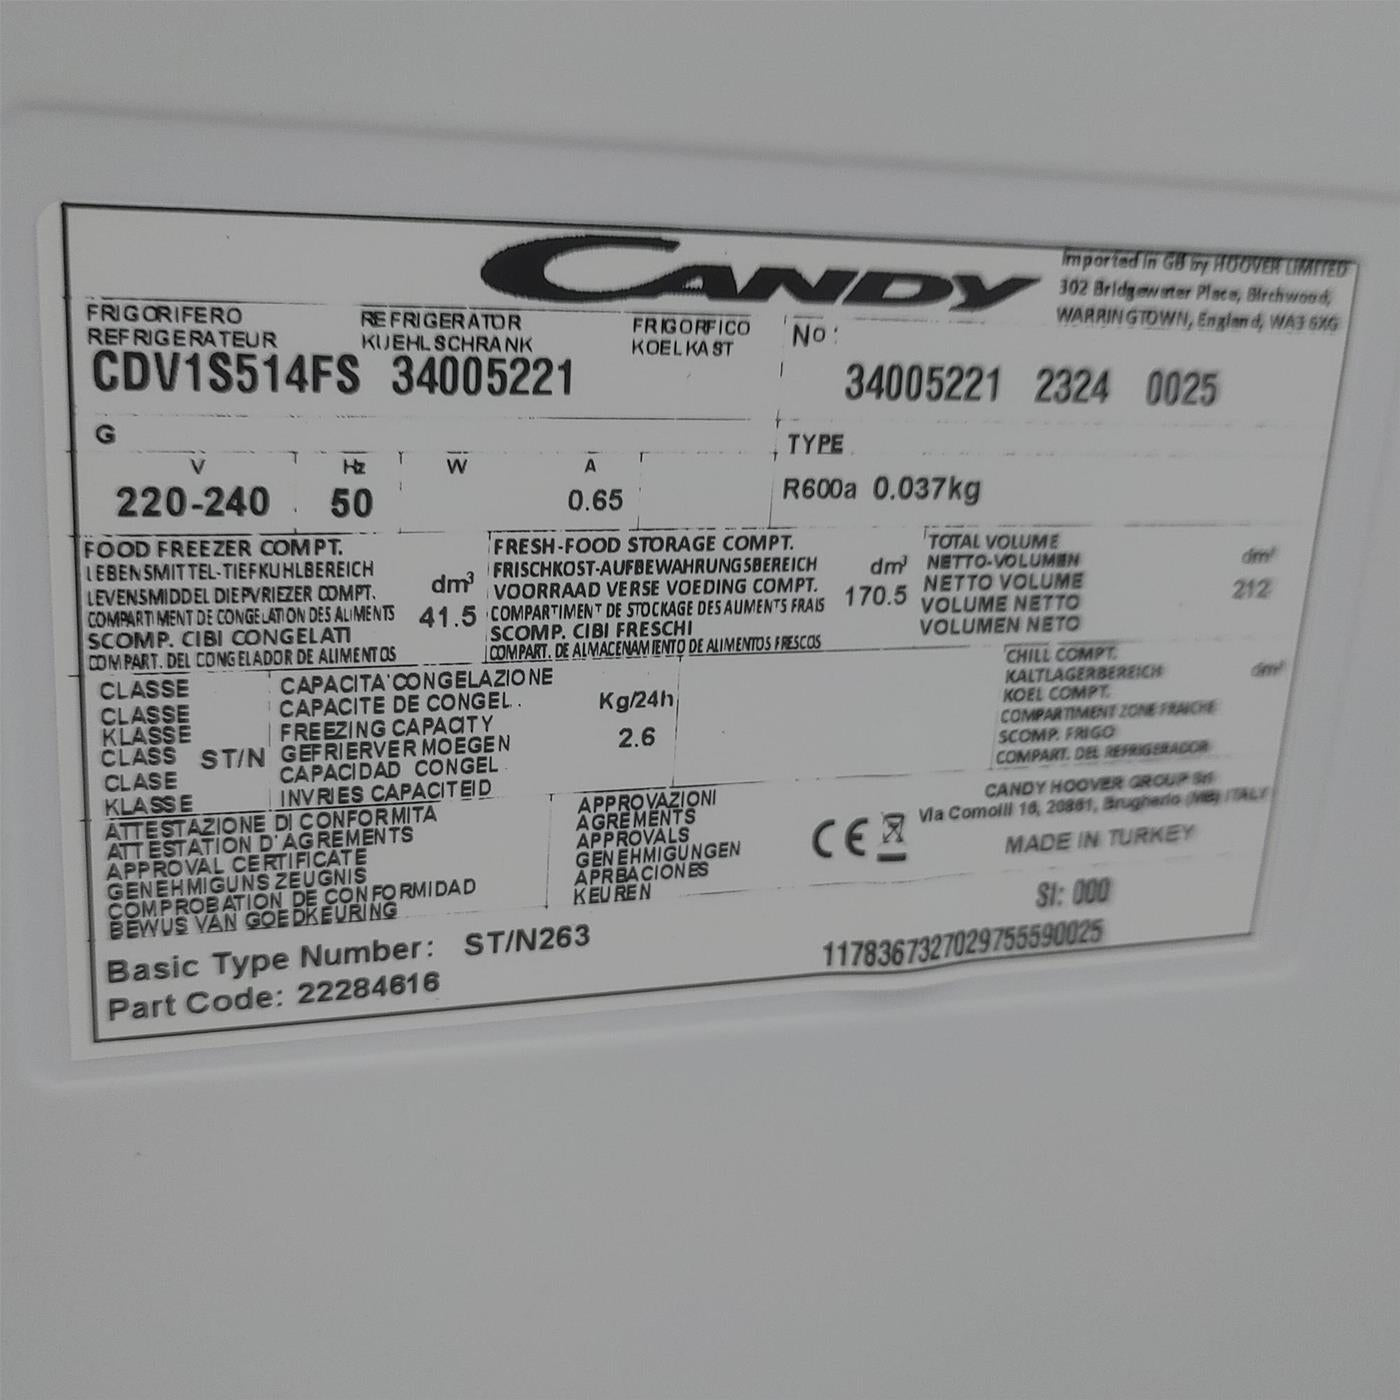 CANDY
Imported in GB by HOOVER LIMITED
302 Bridgewater Place, Birchwood,
WARRINGTOWN, England, WA3 6XG
FRIGORIFERO REFRIGERATOR FRIGORFICO
REFRIGERATEUR KUEHLSCHRANK KOELKAST
CDV1S514FS 34005221
No:
34005221 2324 0025
G
TYPE
V Hz W A
220-240 50 0.65
R600a 0.037kg
FOOD FREEZER COMPT.
LEBENSMITTEL-TIEFKUHLBEREICH
LEVENSMIDDEL DIEPVRIEZER COMPT.
COMPARTIMENT DE CONGELATION DES ALIMENTS
SCOMP. CIBI CONGELATI
COMPART. DEL CONGELADOR DE ALIMENTOS
dm³
41.5
FRESH-FOOD STORAGE COMPT.
FRISCHKOST-AUFBEWAHRUNGSBEREICH
VOORRAAD VERSE VOEDING COMPT.
COMPARTIMENT DE STOCKAGE DES AUMENTS FRAIS
SCOMP. CIBI FRESCHI
COMPART. DE ALMACENAMIENTO DE ALIMENTOS FRESCOS
dm³
170.5
TOTAL VOLUME
NETTO-VOLUMEN
NETTO VOLUME
VOLUME NETTO
VOLUMEN NETO
dm³
212
CLASSE
CLASSE
KLASSE
CLASS
CLASE
KLASSE
ST/N
CAPACITA'CONGELAZIONE
CAPACITE DE CONGEL.
FREEZING CAPACITY
GEFRIERVERMOEGEN
CAPACIDAD CONGEL
INVRIES CAPACITEID
Kg/24h
2.6
CHILL COMPT.
KALTLAGERBEREICH
KOEL COMPT.
COMPARTIMENT ZONE FRAICHE
SCOMP. FRIGO
COMPART. DEL REFRIGERADOR
dm³
ATTESTAZIONE DI CONFORMITA
ATTESTATION D'AGREMENTS
APPROVAL CERTIFICATE
GENEHMIGUNS ZEUGNIS
COMPROBATION DE CONFORMIDAD
BEWUS VAN GOEDKEURING
APPROVAZIONI
AGREMENTS
APPROVALS
GENEHMIGUNGEN
APRBACIONES
KEUREN
CE
CANDY HOOVER GROUP Srl
Via Comolli 16, 20861, Brugherio (MB) ITALY
MADE IN TURKEY
SI: 000
Basic Type Number: ST/N263
Part Code: 22284616
1178367327029755590025